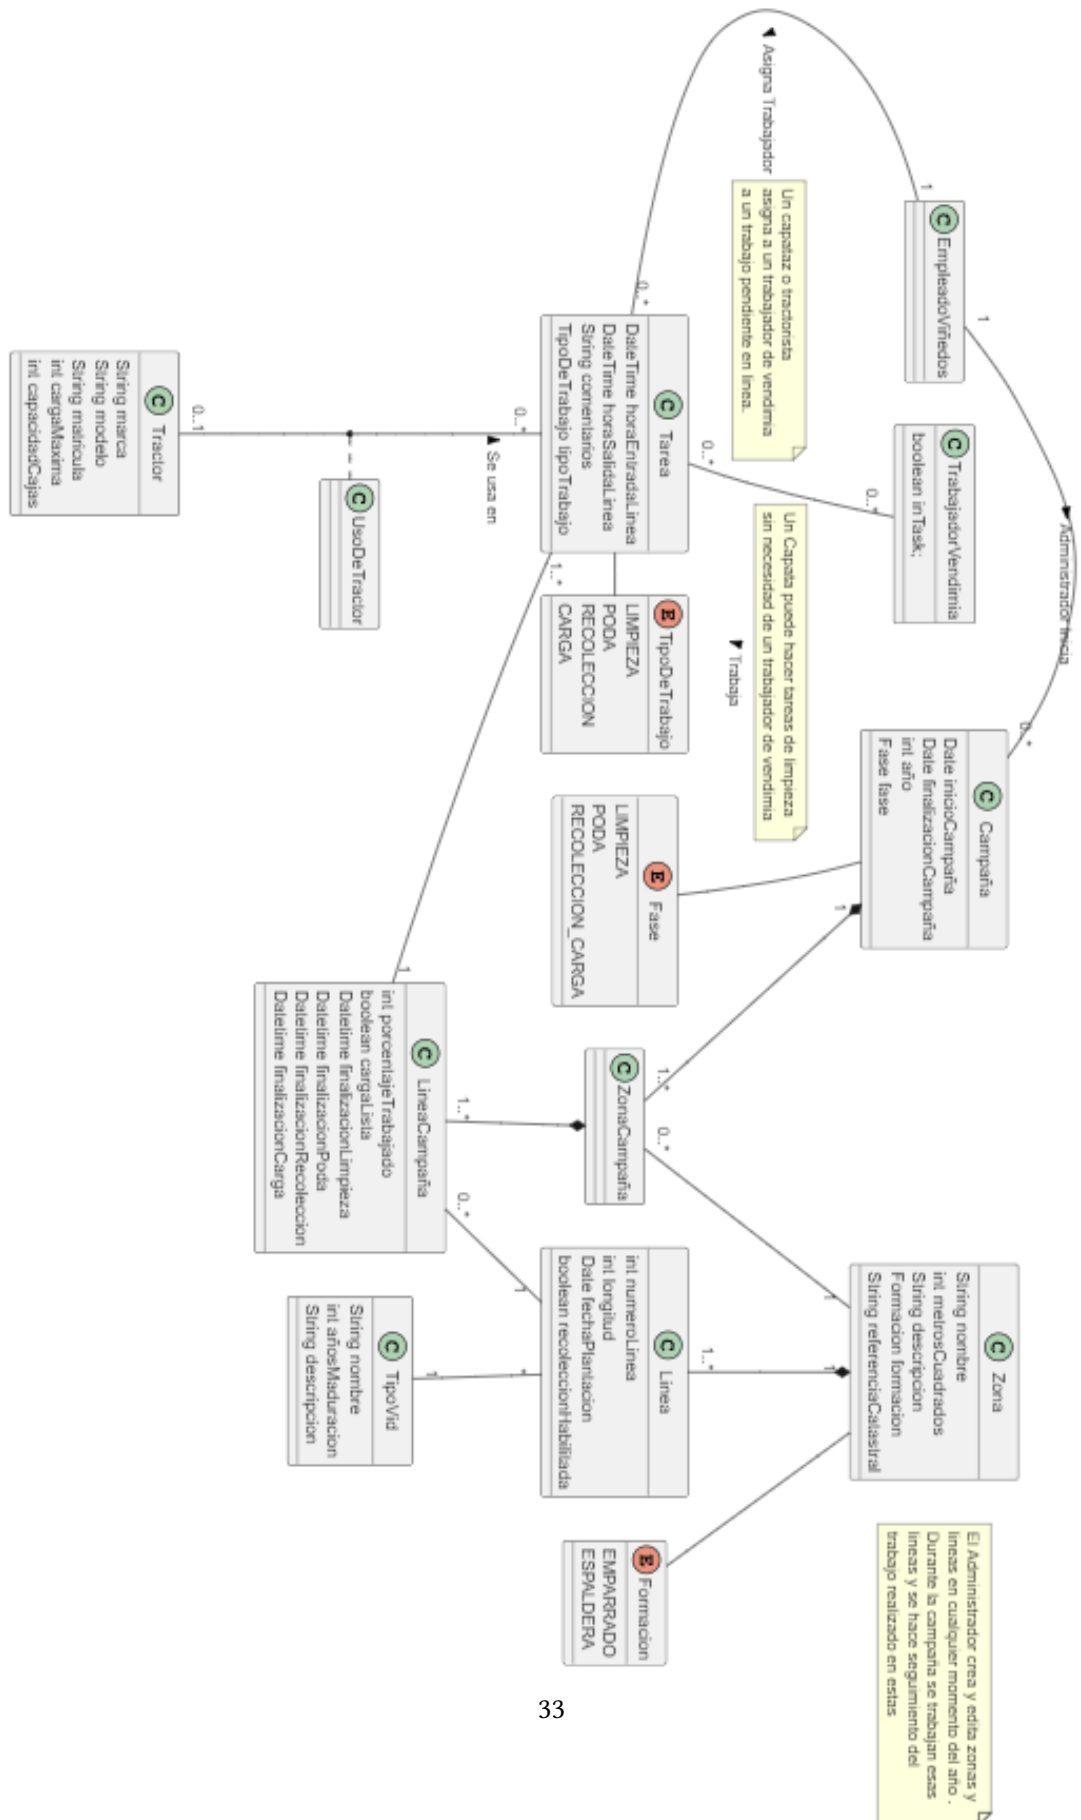 Asigna Trabajador
1
0..*
Un capataz o tractorista
asigna a un trabajador de vendimia
a un trabajo pendiente en linea.
C EmpleadoViñedos
1
Administrador Inicia
0..*
C TrabajadorVendimia
boolean inTask;
0..*
0..*
Trabaja
Un Capata puede hacer tareas de limpieza
sin necesidad de un trabajador de vendimia
C Tarea
DateTime horaEntradaLinea
DateTime horaSalidaLinea
String comentarios
TipoDeTrabajo tipoTrabajo
0..*
Se usa en
0..1
C Tractor
String marca
String modelo
String matricula
int cargaMaxima
int capacidadCajas
C UsoDeTractor
E TipoDeTrabajo
LIMPIEZA
PODA
RECOLECCION
CARGA
1..*
1
C Campaña
Date inicioCampaña
Date finalizacionCampaña
int año
Fase fase
E Fase
LIMPIEZA
PODA
RECOLECCION_CARGA
1
1..*
C ZonaCampaña
0..*
1
C LineaCampaña
int porcentajeTrabajado
boolean cargaLista
Datetime finalizacionLimpieza
Datetime finalizacionPoda
Datetime finalizacionRecoleccion
Datetime finalizacionCarga
1..*
0..*
1
C Zona
String nombre
int metrosCuadrados
String descripcion
Formacion formacion
String referenciaCatastral
1
1..*
C Linea
int numeroLinea
int longitud
Date fechaPlantacion
boolean recoleccionHabilitada
*
1
C TipoVid
String nombre
int añosMaduracion
String descripcion
E Formacion
EMPARRADO
ESPALDERA
El Administrador crea y edita zonas y
lineas en cualquier momento del año .
Durante la campaña se trabajan esas
lineas y se hace seguimiento del
trabajo realizado en estas
33